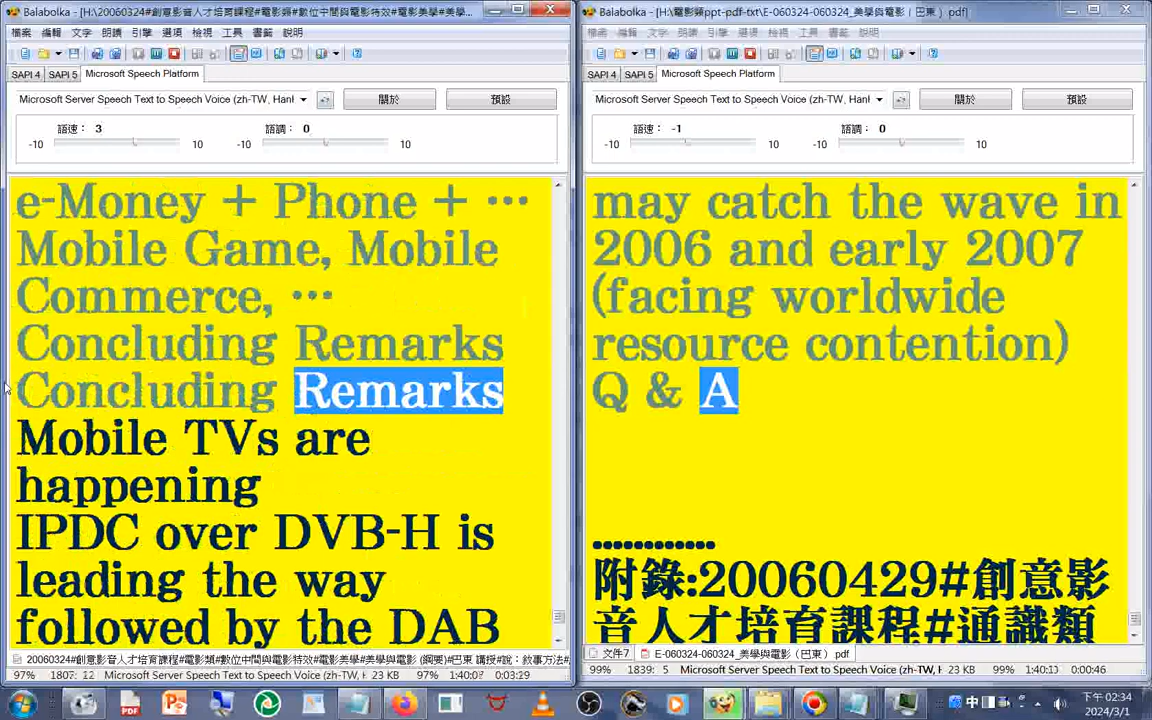 Balabolka - [H:\20060324#創意影音人才培育課程#電影類#數位中間與電影特效#電影美學#美學...
檔案 編輯 文字 朗讀 引擎 選項 檢視 工具 書籤 說明
SAPI 4 SAPI 5 Microsoft Speech Platform
Microsoft Server Speech Text to Speech Voice (zh-TW, Hanl
關於 預設
語速： 3 語調： 0
-10 10 -10 10
e-Money + Phone + …
Mobile Game, Mobile
Commerce, …
Concluding Remarks
Concluding Remarks
Mobile TVs are
happening
IPDC over DVB-H is
leading the way
followed by the DAB
20060324#創意影音人才培育課程#電影類#數位中間與電影特效#電影美學#美學與電影 (綱要)#巴東 講授#說：敘事方法#
97% 1807: 12 Microsoft Server Speech Text to Speech Voice (zh-TW, H 23 KB 97% 1:40:07 0:03:29
Balabolka - [H:\電影類ppt-pdf-txt\E-060324-060324_美學與電影 ( 巴東 ) pdf]
檔案 編輯 文字 朗讀 引擎 選項 檢視 工具 書籤 說明
SAPI 4 SAPI 5 Microsoft Speech Platform
Microsoft Server Speech Text to Speech Voice (zh-TW, Hanl
關於 預設
語速： -1 語調： 0
-10 10 -10 10
may catch the wave in
2006 and early 2007
(facing worldwide
resource contention)
Q & A
............
附錄:20060429#創意影
音人才培育課程#通識類
文件7 E-060324-060324_美學與電影 ( 巴東 ) pdf
99% 1839: 5 Microsoft Server Speech Text to Speech Voice (zh-TW, H 23 KB 99% 1:40:13 0:00:46
中
下午 02:34
2024/3/1